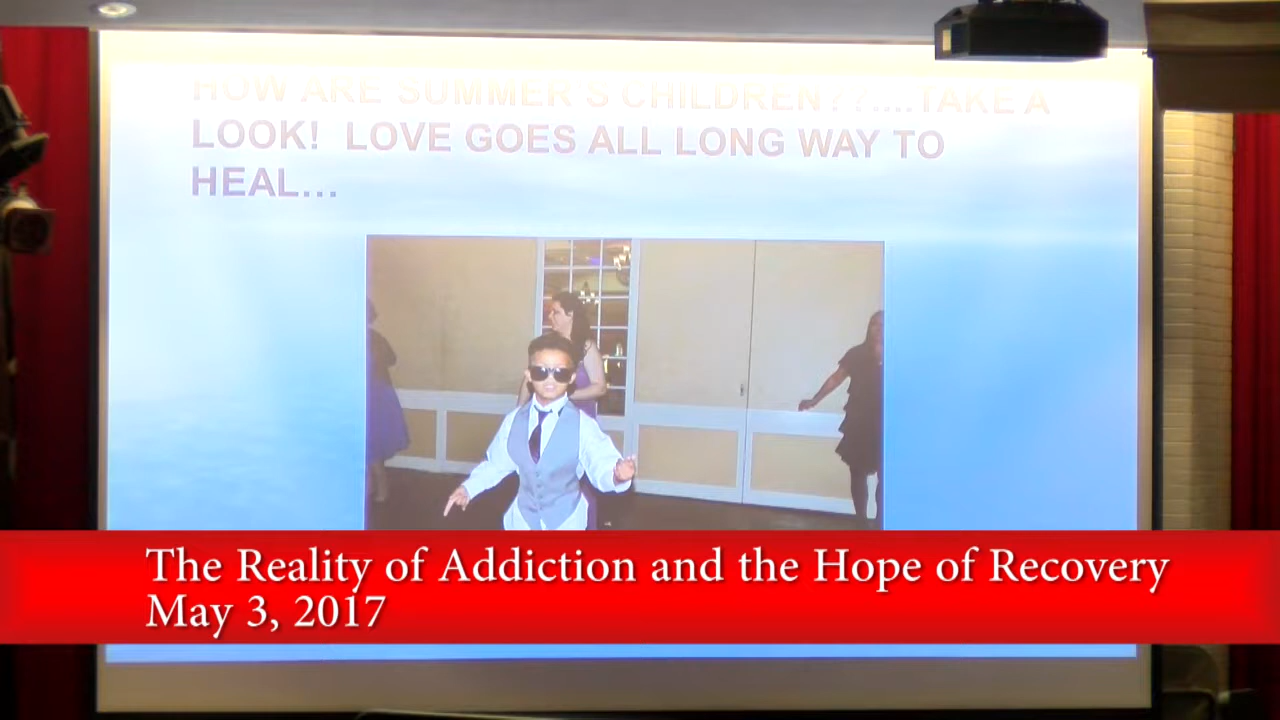 HOW ARE SUMMER'S CHILDREN??....TAKE A
LOOK!  LOVE GOES ALL LONG WAY TO
HEAL...
The Reality of Addiction and the Hope of Recovery
May 3, 2017